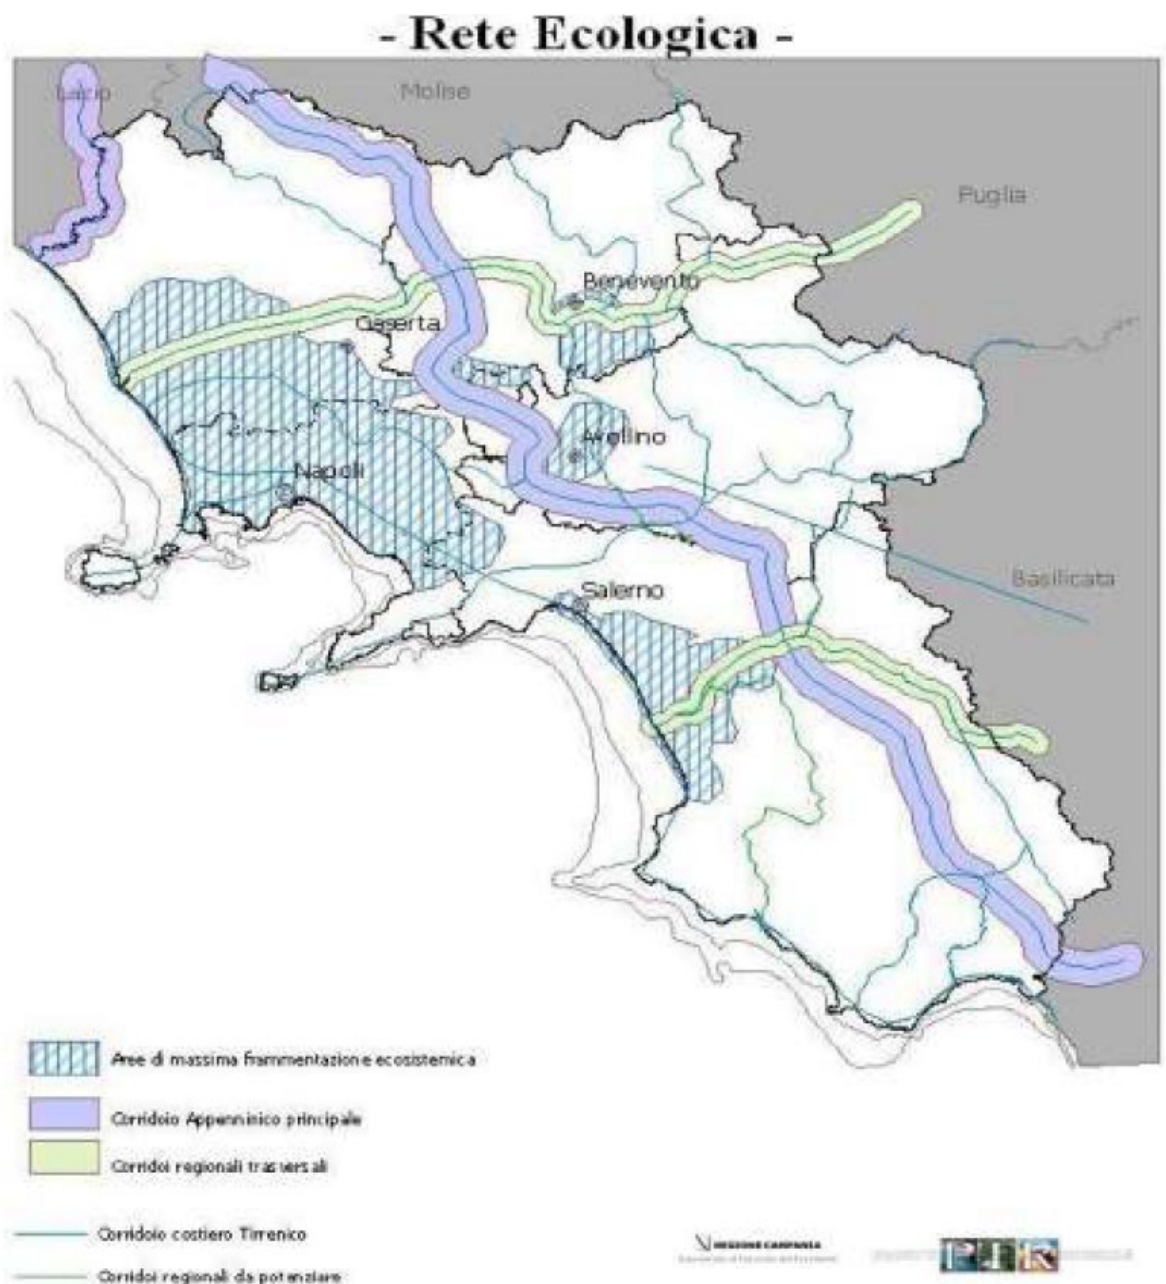 - Rete Ecologica -
Lazio
Molise
Puglia
Benevento
Caserta
Avellino
Napoli
Basilicata
Salerno
Aree di massima frammentazione ecosistemica
Corridoio Appenninico principale
Corridoi regionali trasversali
Corridoio costiero Tirrenico
Corridoi regionali da potenziare
REGIONE CAMPANIA
PTR